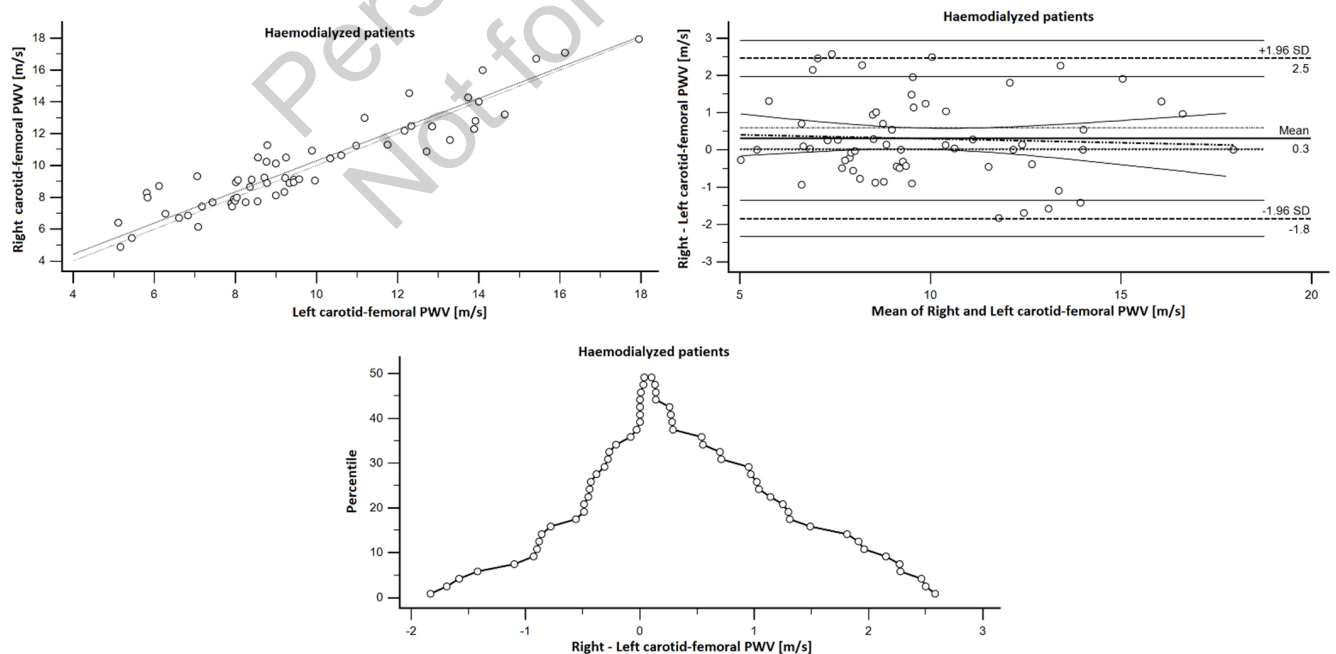 Haemodialyzed patients
Right carotid-femoral PWV [m/s]
18
16
14
12
10
8
6
4
4 6 8 10 12 14 16 18
Left carotid-femoral PWV [m/s]
Haemodialyzed patients
Right - Left carotid-femoral PWV [m/s]
3
2
1
0
-1
-2
-3
+1.96 SD
2.5
Mean
0.3
-1.96 SD
-1.8
5 10 15 20
Mean of Right and Left carotid-femoral PWV [m/s]
Haemodialyzed patients
Percentile
50
40
30
20
10
0
-2 -1 0 1 2 3
Right - Left carotid-femoral PWV [m/s]
Pers
Not for